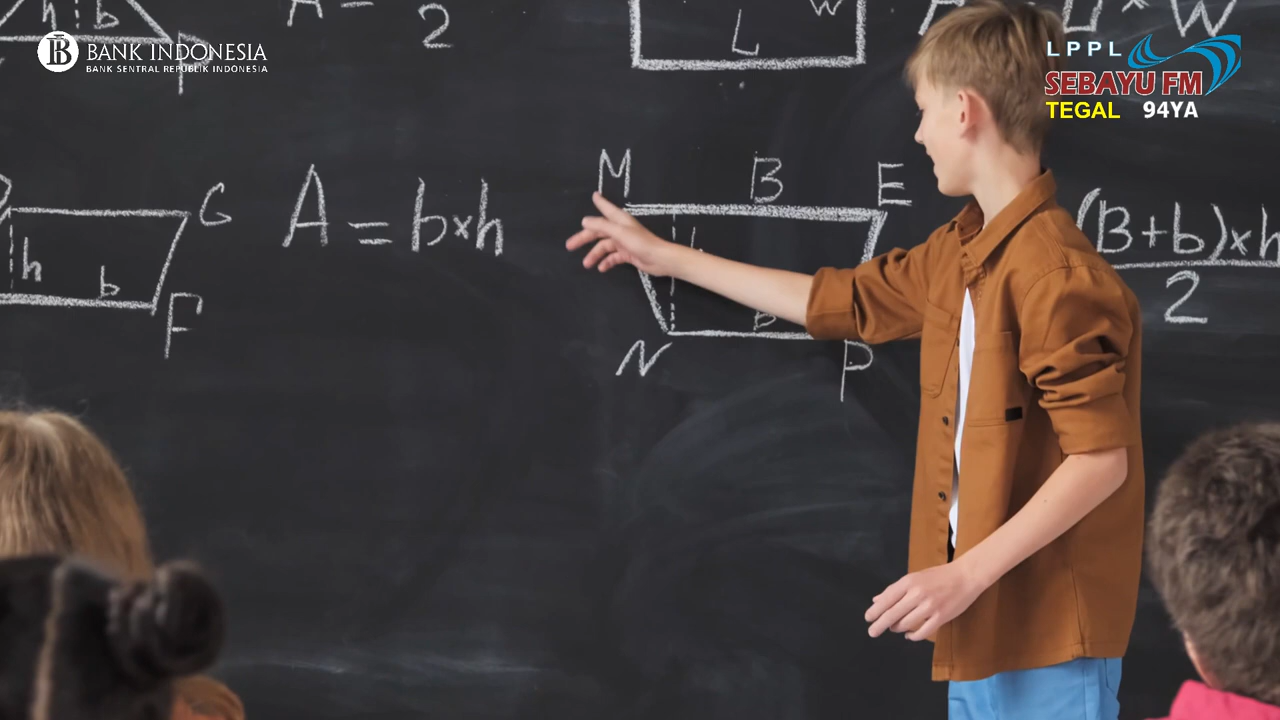 h b
A = 
2
L
W
A = L × W
BANK INDONESIA
BANK SENTRAL REPUBLIK INDONESIA
LPPL
SEBAYU FM
TEGAL 94YA
G
h b
F
A = b×h
M B E
h
b
N P
(B+b)×h
2